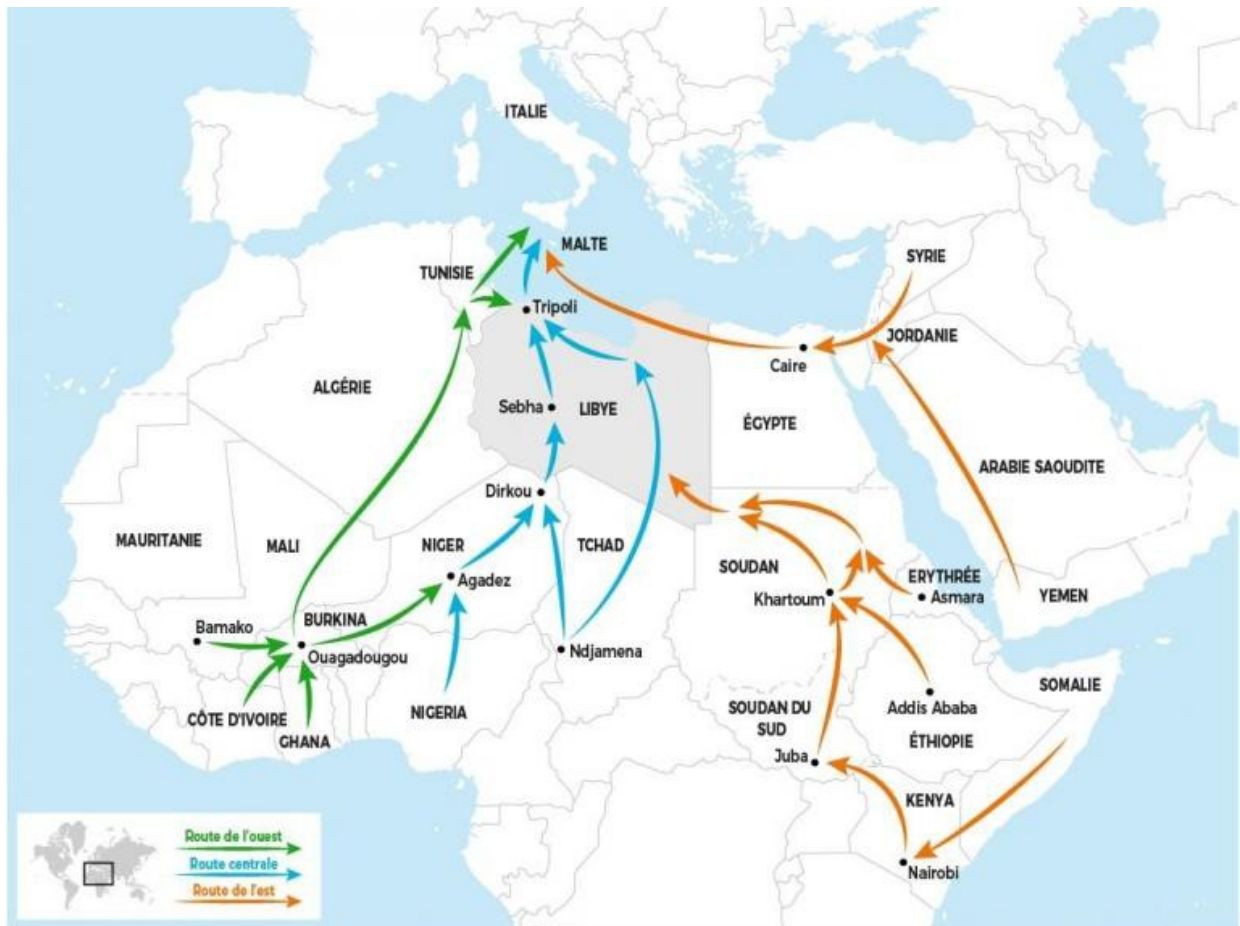 ITALIE
MALTE
TUNISIE
SYRIE
Tripoli
JORDANIE
Caire
ALGÉRIE
Sebha
LIBYE
ÉGYPTE
ARABIE SAOUDITE
Dirkou
MAURITANIE
MALI
NIGER
TCHAD
SOUDAN
Agadez
ERYTHRÉE
Khartoum
Asmara
YEMEN
BURKINA
Bamako
Ouagadougou
Ndjamena
SOMALIE
CÔTE D'IVOIRE
NIGERIA
SOUDAN DU
SUD
Addis Ababa
GHANA
ÉTHIOPIE
Juba
KENYA
Nairobi
Route de l'ouest
Route centrale
Route de l'est